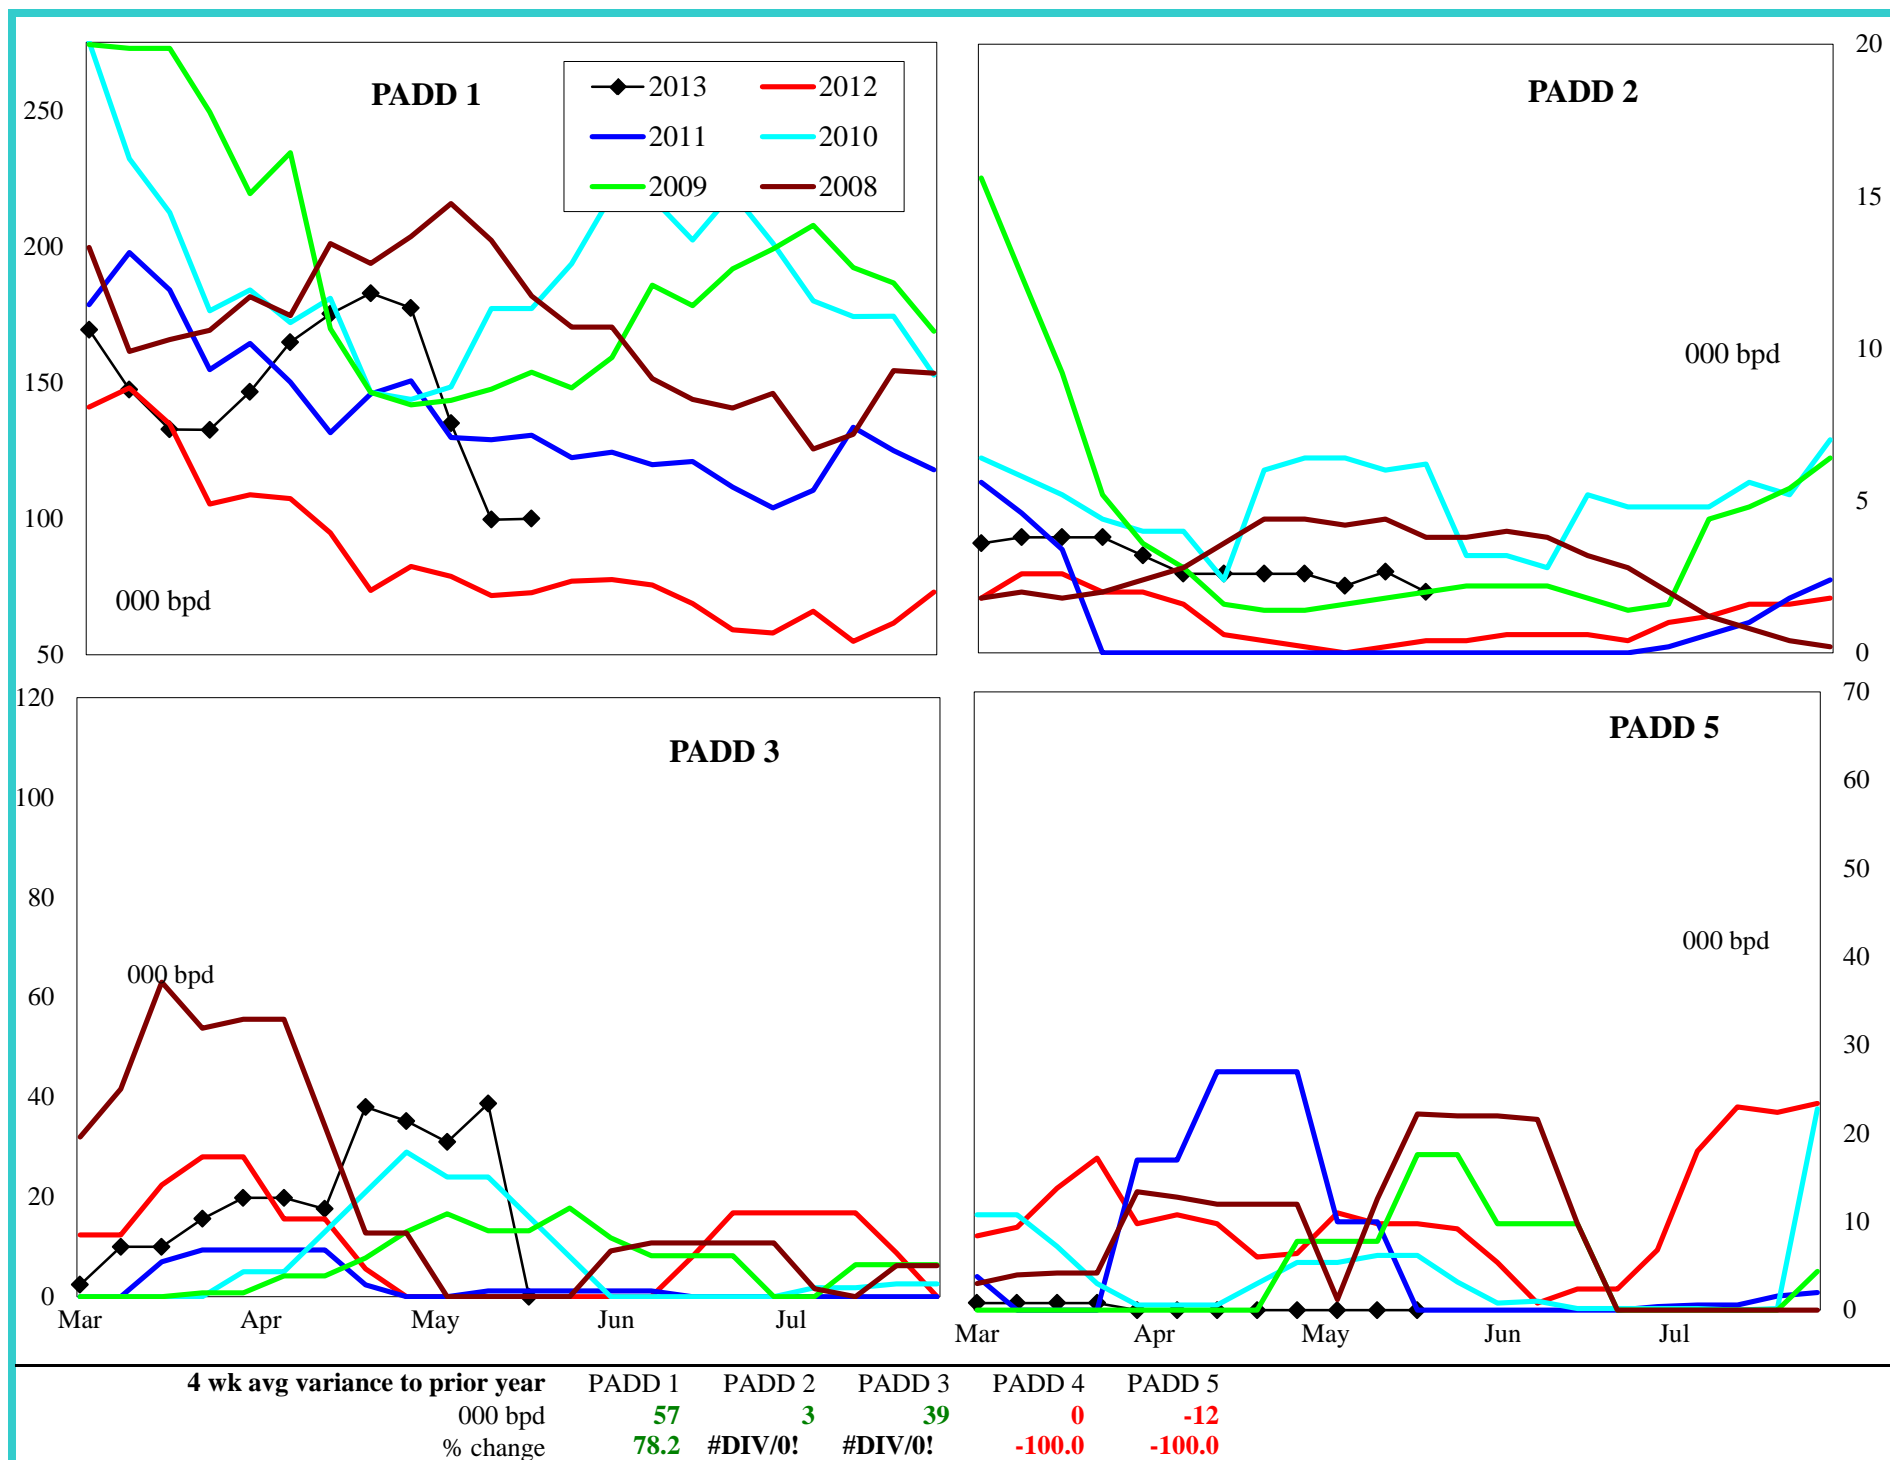 PADD 1
2013
2012
2011
2010
2009
2008
250
200
150
100
50
000 bpd
PADD 2
000 bpd
20
15
10
5
0
PADD 3
000 bpd
120
100
80
60
40
20
0
Mar Apr May Jun Jul
PADD 5
000 bpd
70
60
50
40
30
20
10
0
Mar Apr May Jun Jul
4 wk avg variance to prior year PADD 1 PADD 2 PADD 3 PADD 4 PADD 5
000 bpd 57 3 39 0 -12
% change 78.2 #DIV/0! #DIV/0! -100.0 -100.0